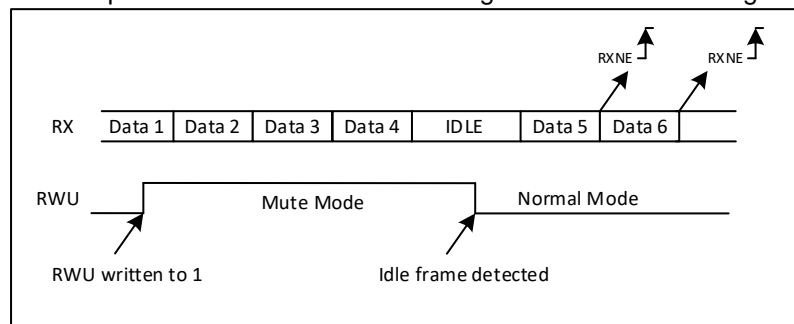 RXNE RXNE
RX Data 1 Data 2 Data 3 Data 4 IDLE Data 5 Data 6
RWU Mute Mode Normal Mode
RWU written to 1 Idle frame detected